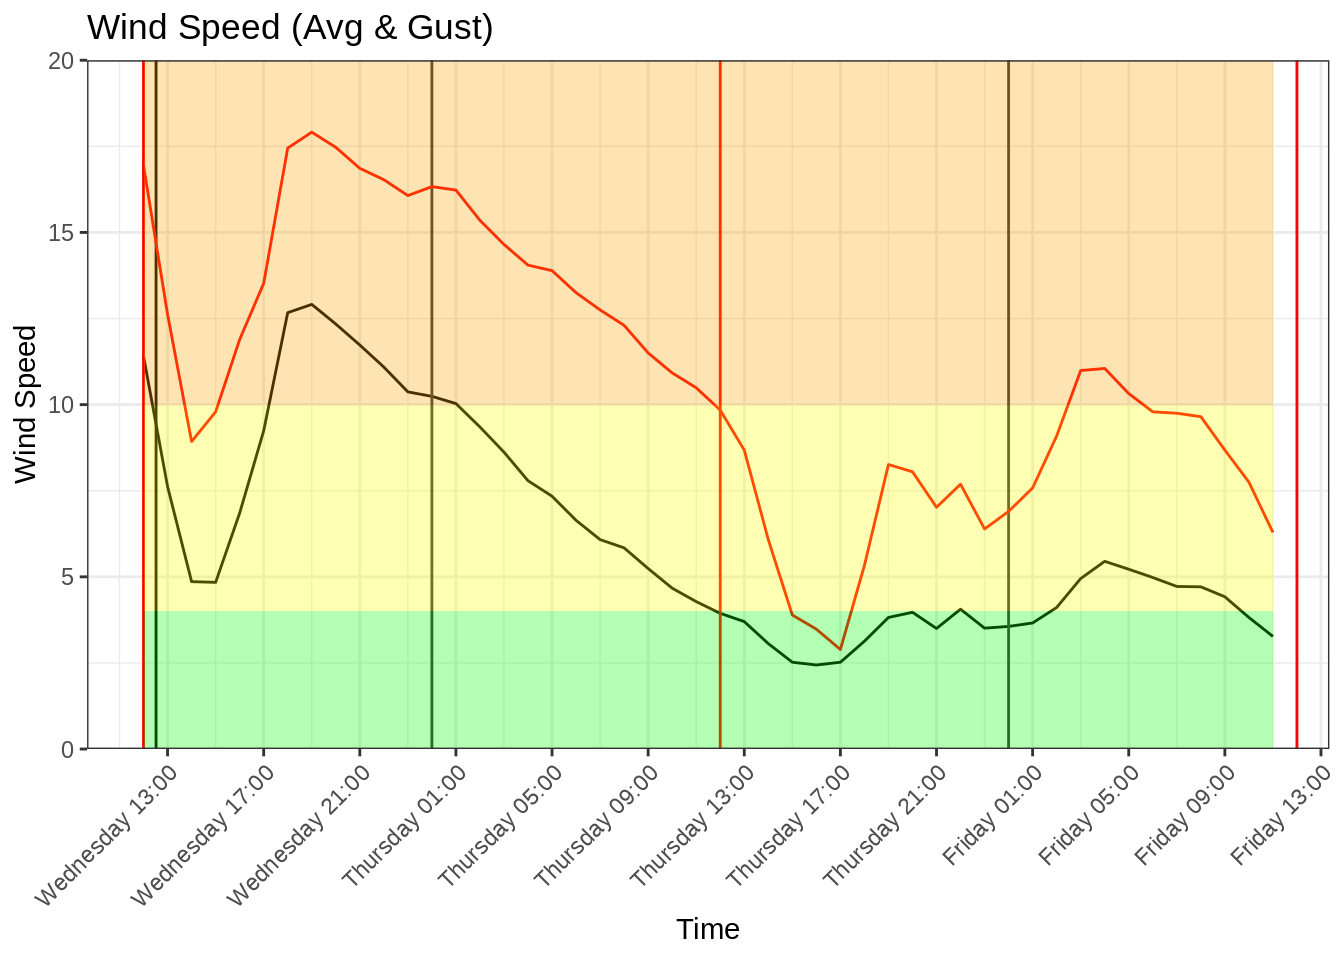 Wind Speed (Avg & Gust)
Wind Speed
20
15
10
5
0
Wednesday 13:00
Wednesday 17:00
Wednesday 21:00
Thursday 01:00
Thursday 05:00
Thursday 09:00
Thursday 13:00
Thursday 17:00
Thursday 21:00
Friday 01:00
Friday 05:00
Friday 09:00
Friday 13:00
Time